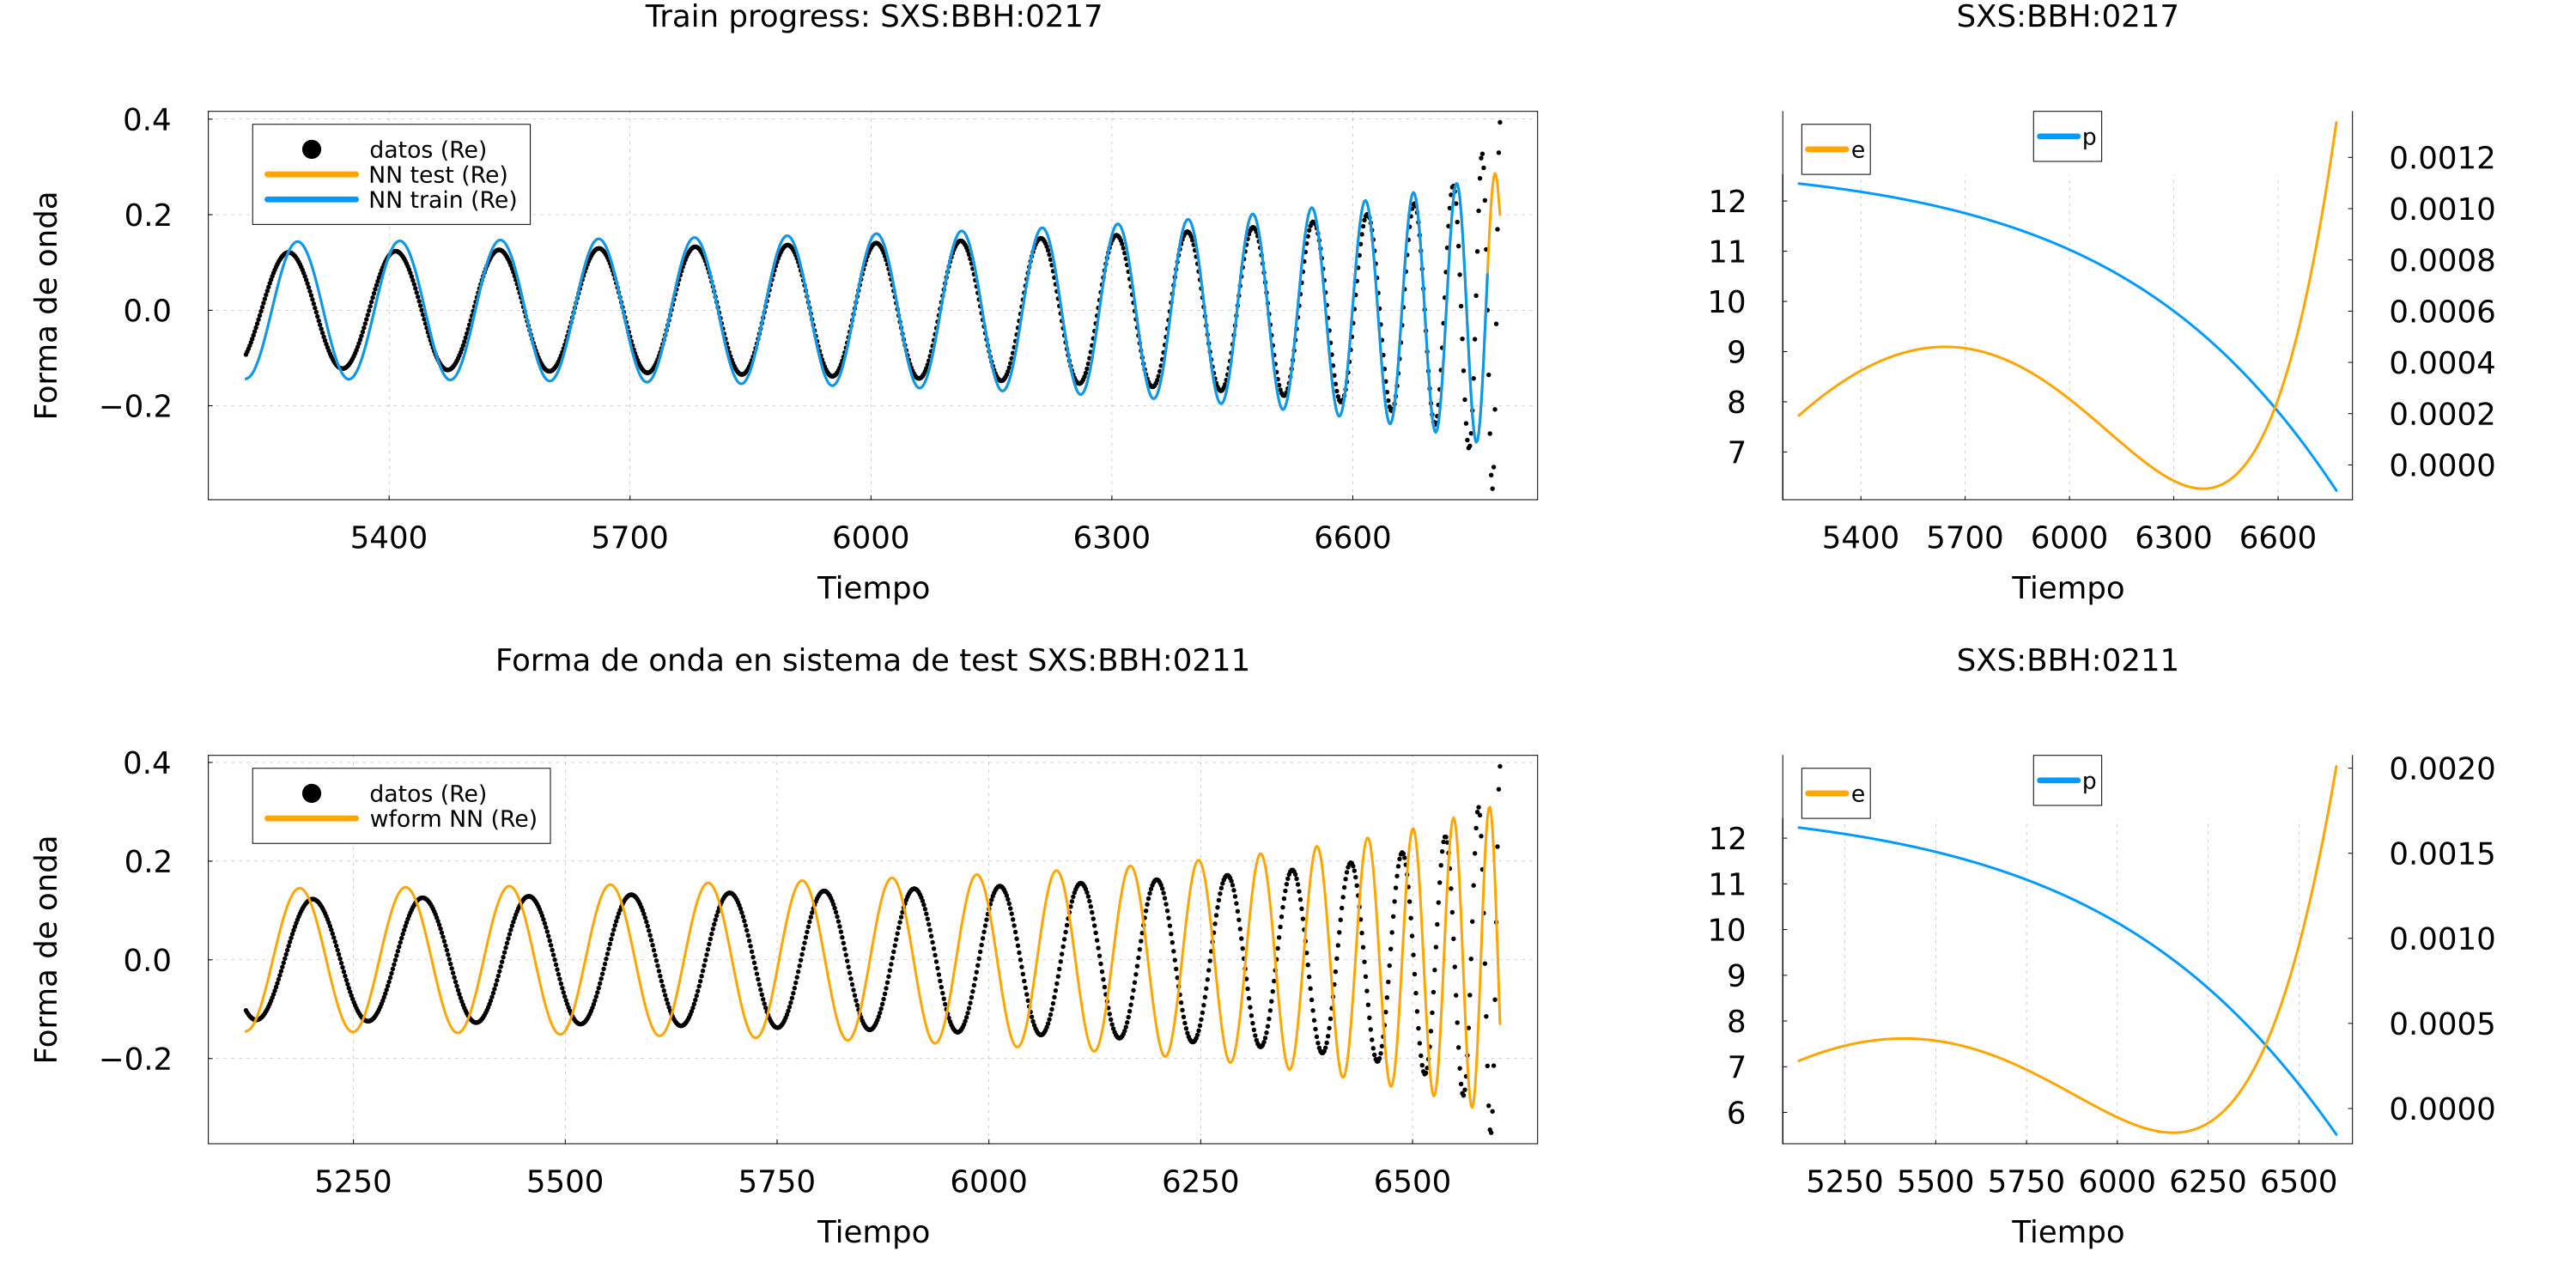 Train progress: SXS:BBH:0217
Forma de onda
0.4
0.2
0.0
−0.2
datos (Re)
NN test (Re)
NN train (Re)
5400 5700 6000 6300 6600
Tiempo
SXS:BBH:0217
e
p
12
11
10
9
8
7
0.0012
0.0010
0.0008
0.0006
0.0004
0.0002
0.0000
5400 5700 6000 6300 6600
Tiempo
Forma de onda en sistema de test SXS:BBH:0211
Forma de onda
0.4
0.2
0.0
−0.2
datos (Re)
wform NN (Re)
5250 5500 5750 6000 6250 6500
Tiempo
SXS:BBH:0211
e
p
12
11
10
9
8
7
6
0.0020
0.0015
0.0010
0.0005
0.0000
5250 5500 5750 6000 6250 6500
Tiempo